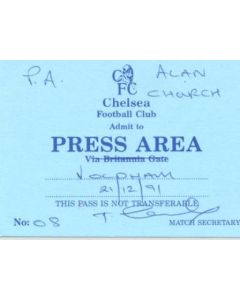 P.A. ALAN CHURCH
CFC
Chelsea
Football Club
Admit to
PRESS AREA
Via Britannia Gate
21/12/91
THIS PASS IS NOT TRANSFERABLE
No: 08 MATCH SECRETARY